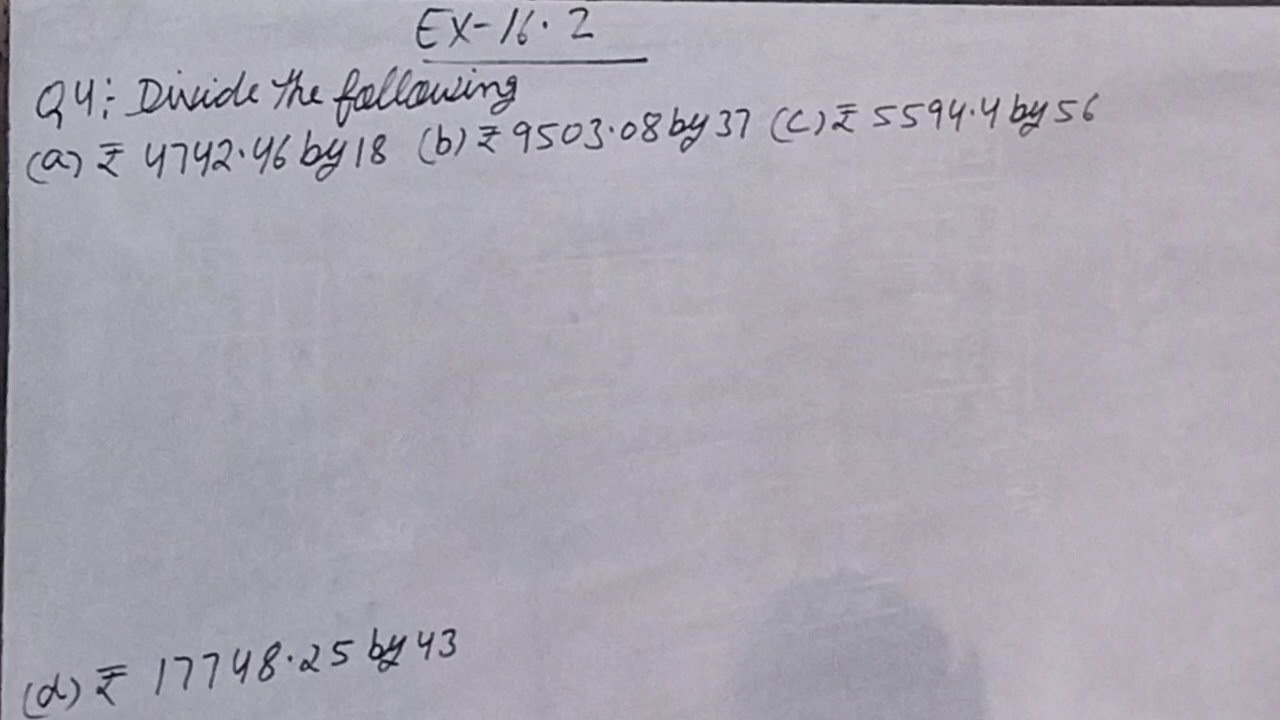 EX-16.2
Q4: Divide the following
(a) ₹ 4742.46 by 18 (b) ₹ 9503.08 by 37 (c) ₹ 5594.4 by 56
(d) ₹ 17748.25 by 43